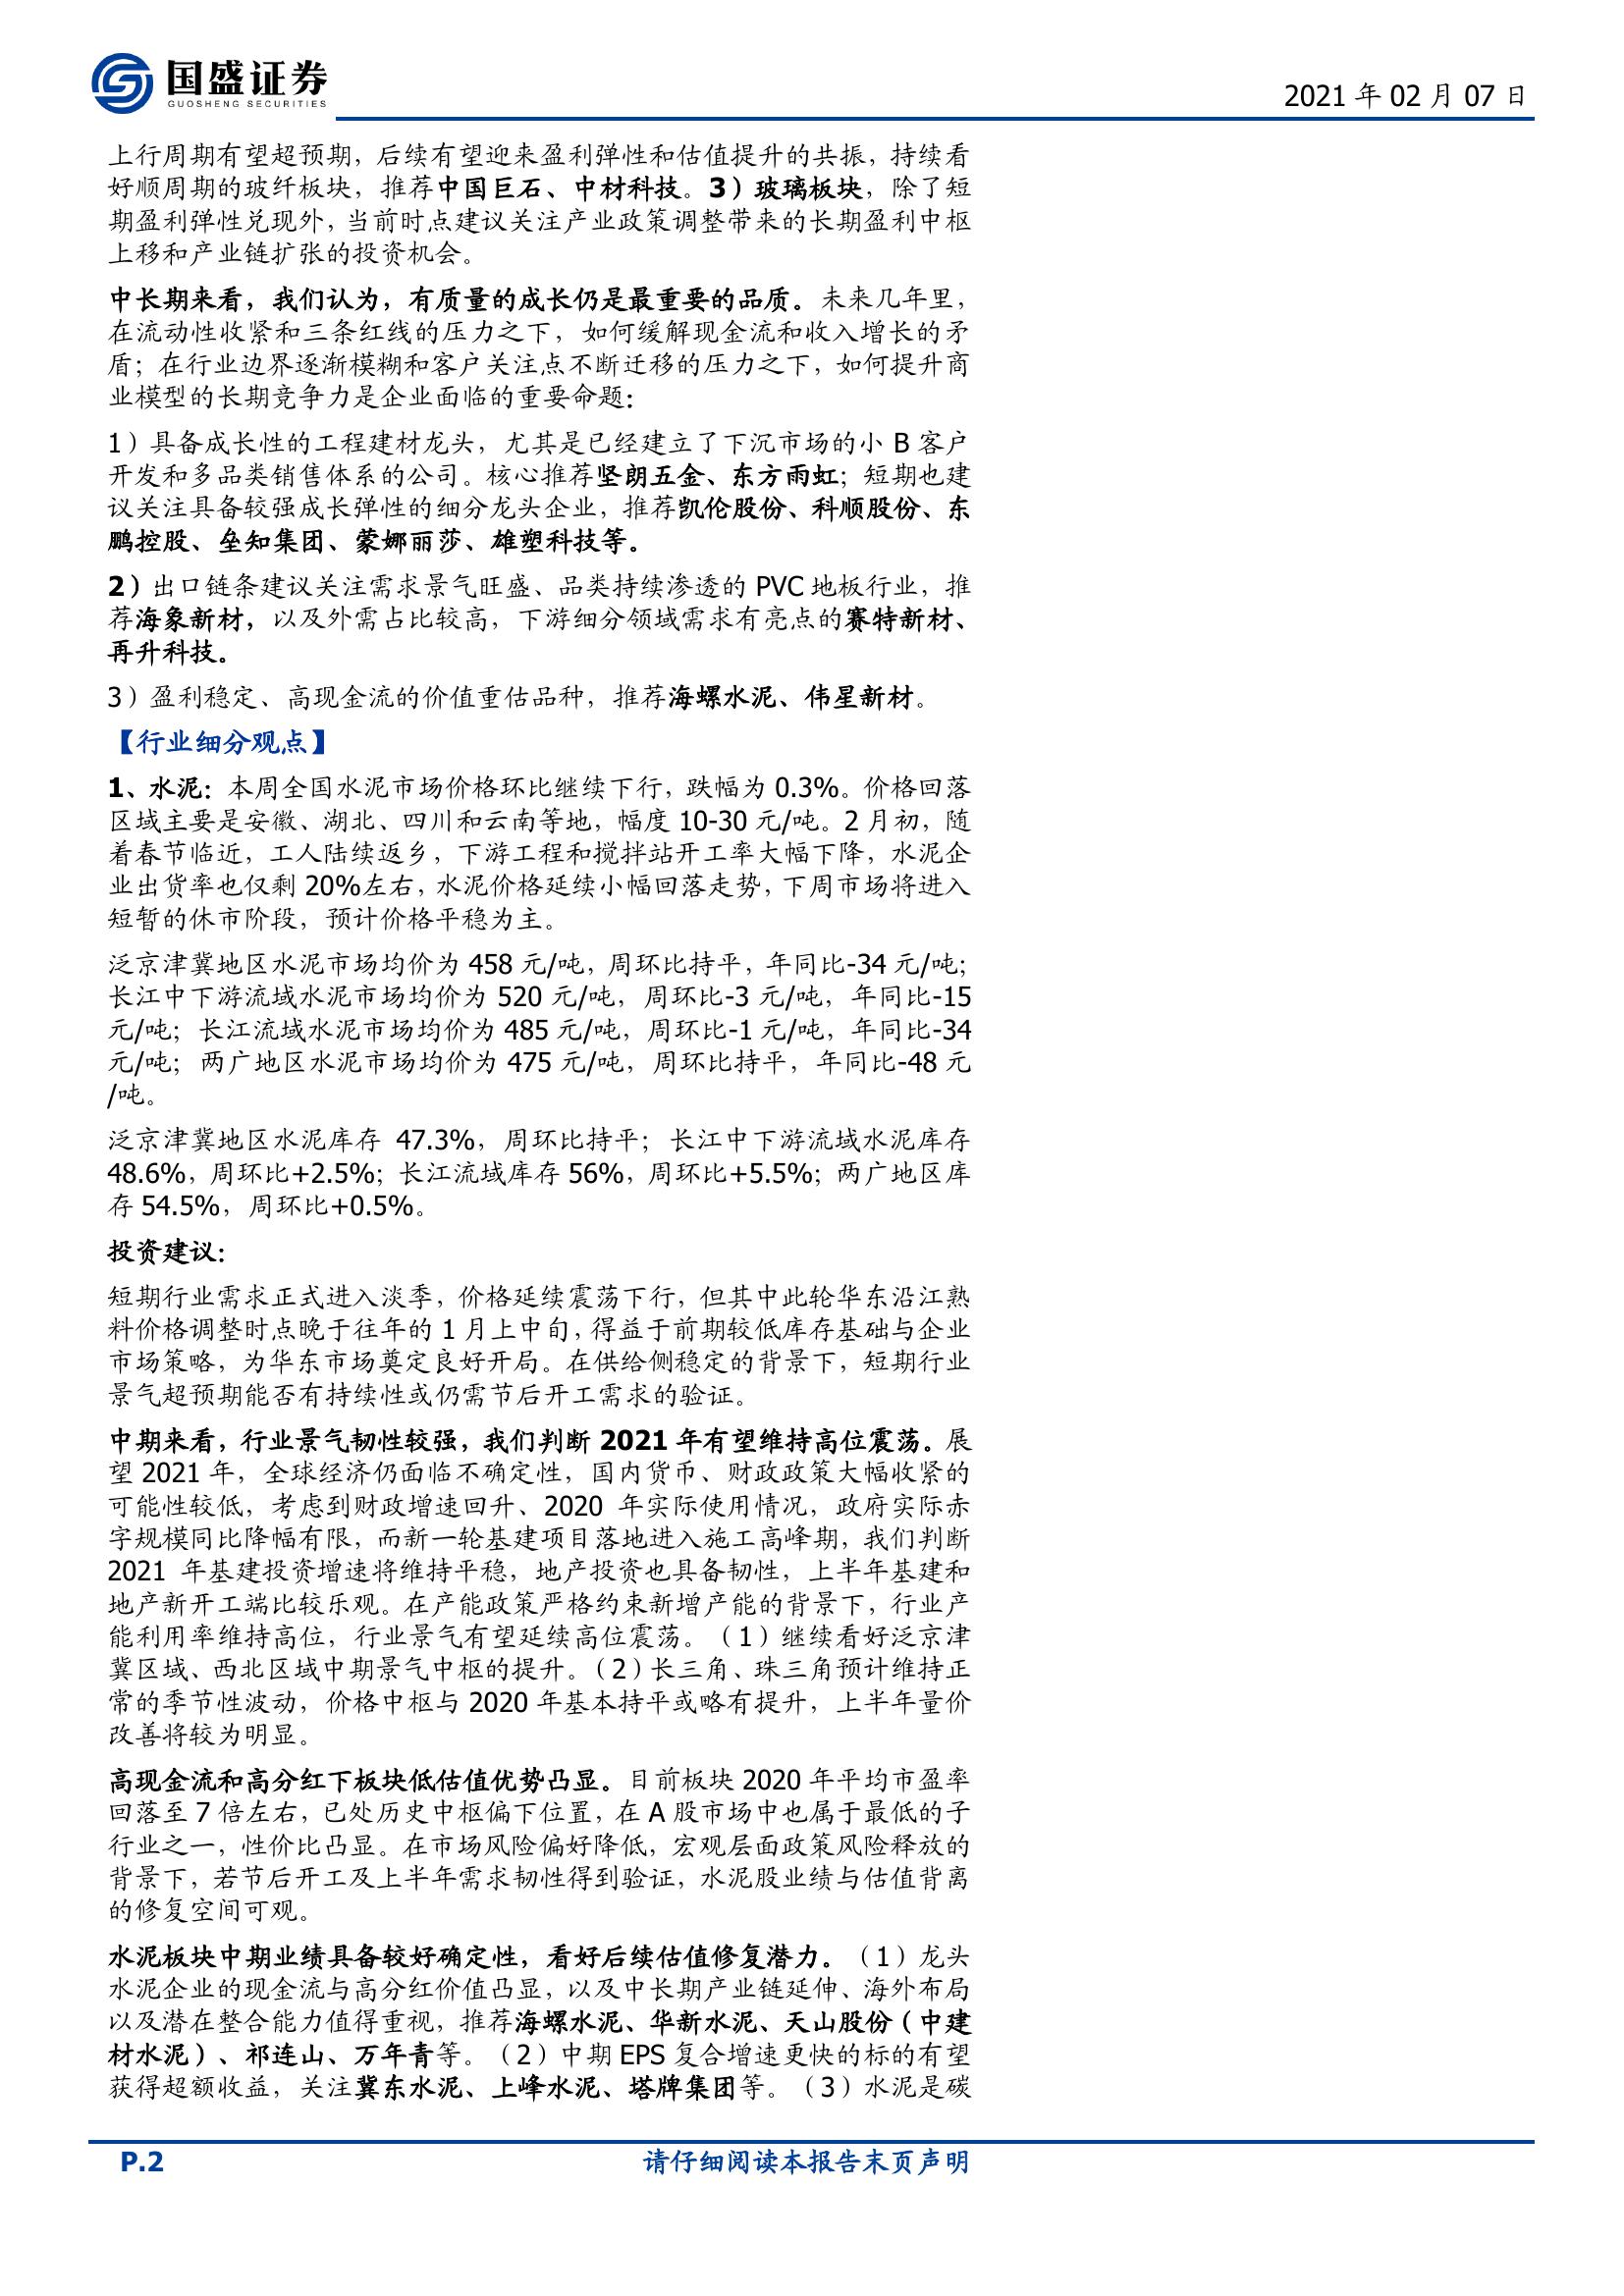 国盛证券
GUOSHENG SECURITIES
2021 年 02 月 07 日
上行周期有望超预期，后续有望迎来盈利弹性和估值提升的共振，持续看
好顺周期的玻纤板块，推荐中国巨石、中材科技。3）玻璃板块，除了短
期盈利弹性兑现外，当前时点建议关注产业政策调整带来的长期盈利中枢
上移和产业链扩张的投资机会。
中长期来看，我们认为，有质量的成长仍是最重要的品质。未来几年里，
在流动性收紧和三条红线的压力之下，如何缓解现金流和收入增长的矛
盾；在行业边界逐渐模糊和客户关注点不断迁移的压力之下，如何提升商
业模型的长期竞争力是企业面临的重要命题：
1）具备成长性的工程建材龙头，尤其是已经建立了下沉市场的小 B 客户
开发和多品类销售体系的公司。核心推荐坚朗五金、东方雨虹；短期也建
议关注具备较强成长弹性的细分龙头企业，推荐凯伦股份、科顺股份、东
鹏控股、垒知集团、蒙娜丽莎、雄塑科技等。
2）出口链条建议关注需求景气旺盛、品类持续渗透的 PVC 地板行业，推
荐海象新材，以及外需占比较高，下游细分领域需求有亮点的赛特新材、
再升科技。
3）盈利稳定、高现金流的价值重估品种，推荐海螺水泥、伟星新材。
【行业细分观点】
1、水泥：本周全国水泥市场价格环比继续下行，跌幅为 0.3%。价格回落
区域主要是安徽、湖北、四川和云南等地，幅度 10-30 元/吨。2 月初，随
着春节临近，工人陆续返乡，下游工程和搅拌站开工率大幅下降，水泥企
业出货率也仅剩 20%左右，水泥价格延续小幅回落走势，下周市场将进入
短暂的休市阶段，预计价格平稳为主。
泛京津冀地区水泥市场均价为 458 元/吨，周环比持平，年同比-34 元/吨；
长江中下游流域水泥市场均价为 520 元/吨，周环比-3 元/吨，年同比-15
元/吨；长江流域水泥市场均价为 485 元/吨，周环比-1 元/吨，年同比-34
元/吨；两广地区水泥市场均价为 475 元/吨，周环比持平，年同比-48 元
/吨。
泛京津冀地区水泥库存 47.3%，周环比持平；长江中下游流域水泥库存
48.6%，周环比+2.5%；长江流域库存 56%，周环比+5.5%；两广地区库
存 54.5%，周环比+0.5%。
投资建议：
短期行业需求正式进入淡季，价格延续震荡下行，但其中此轮华东沿江熟
料价格调整时点晚于往年的 1 月上中旬，得益于前期较低库存基础与企业
市场策略，为华东市场奠定良好开局。在供给侧稳定的背景下，短期行业
景气超预期能否有持续性或仍需节后开工需求的验证。
中期来看，行业景气韧性较强，我们判断 2021 年有望维持高位震荡。展
望 2021 年，全球经济仍面临不确定性，国内货币、财政政策大幅收紧的
可能性较低，考虑到财政增速回升、2020 年实际使用情况，政府实际赤
字规模同比降幅有限，而新一轮基建项目落地进入施工高峰期，我们判断
2021 年基建投资增速将维持平稳，地产投资也具备韧性，上半年基建和
地产新开工端比较乐观。在产能政策严格约束新增产能的背景下，行业产
能利用率维持高位，行业景气有望延续高位震荡。（1）继续看好泛京津
冀区域、西北区域中期景气中枢的提升。（2）长三角、珠三角预计维持正
常的季节性波动，价格中枢与 2020 年基本持平或略有提升，上半年量价
改善将较为明显。
高现金流和高分红下板块低估值优势凸显。目前板块 2020 年平均市盈率
回落至 7 倍左右，已处历史中枢偏下位置，在 A 股市场中也属于最低的子
行业之一，性价比凸显。在市场风险偏好降低，宏观层面政策风险释放的
背景下，若节后开工及上半年需求韧性得到验证，水泥股业绩与估值背离
的修复空间可观。
水泥板块中期业绩具备较好确定性，看好后续估值修复潜力。（1）龙头
水泥企业的现金流与高分红价值凸显，以及中长期产业链延伸、海外布局
以及潜在整合能力值得重视，推荐海螺水泥、华新水泥、天山股份（中建
材水泥）、祁连山、万年青等。（2）中期 EPS 复合增速更快的标的有望
获得超额收益，关注冀东水泥、上峰水泥、塔牌集团等。（3）水泥是碳
P.2
请仔细阅读本报告末页声明